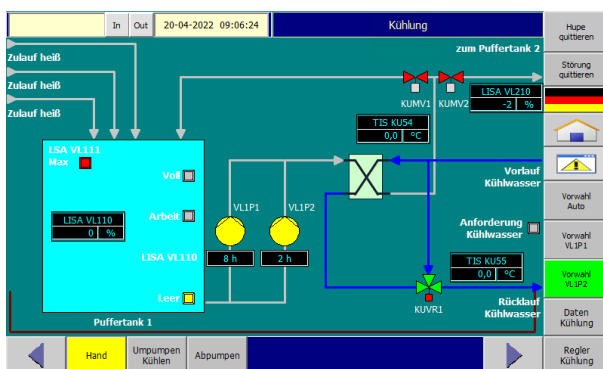 In
Out
20-04-2022 09:06:24
Kühlung
Hupe
quittieren
Störung
quittieren
zum Puffertank 2
Zulauf heiß
Zulauf heiß
Zulauf heiß
KUMV1
KUMV2
LISA VL210
-2 %
TIS KU54
0,0 °C
LSA VL111
Max
Voll
LISA VL110
0 %
Arbeit
LISA VL110
Leer
Puffertank 1
VL1P1
VL1P2
8 h
2 h
Vorlauf
Kühlwasser
Anforderung
Kühlwasser
TIS KU55
0,0 °C
KUVR1
Rücklauf
Kühlwasser
Vorwahl
Auto
Vorwahl
VL1P1
Vorwahl
VL1P2
Daten
Kühlung
Regler
Kühlung
Hand
Umpumpen
Kühlen
Abpumpen